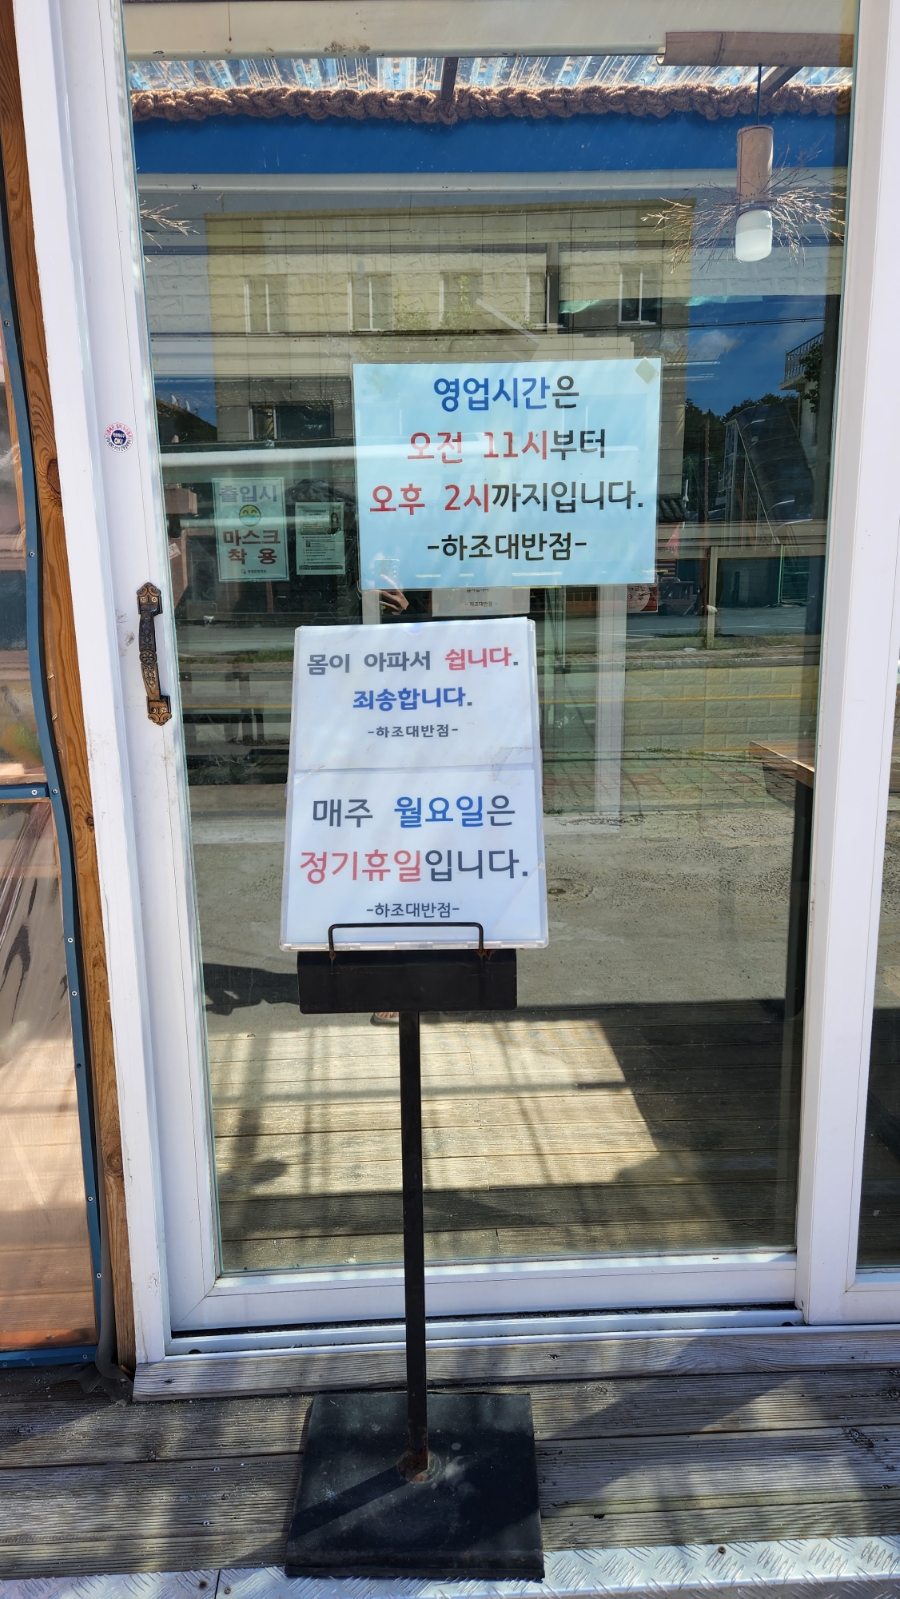 영업시간은
오전 11시부터
오후 2시까지입니다.
-하조대반점-
출입시
마스크
착 용
몸이 아파서 쉽니다.
죄송합니다.
-하조대반점-
매주 월요일은
정기휴일입니다.
-하조대반점-